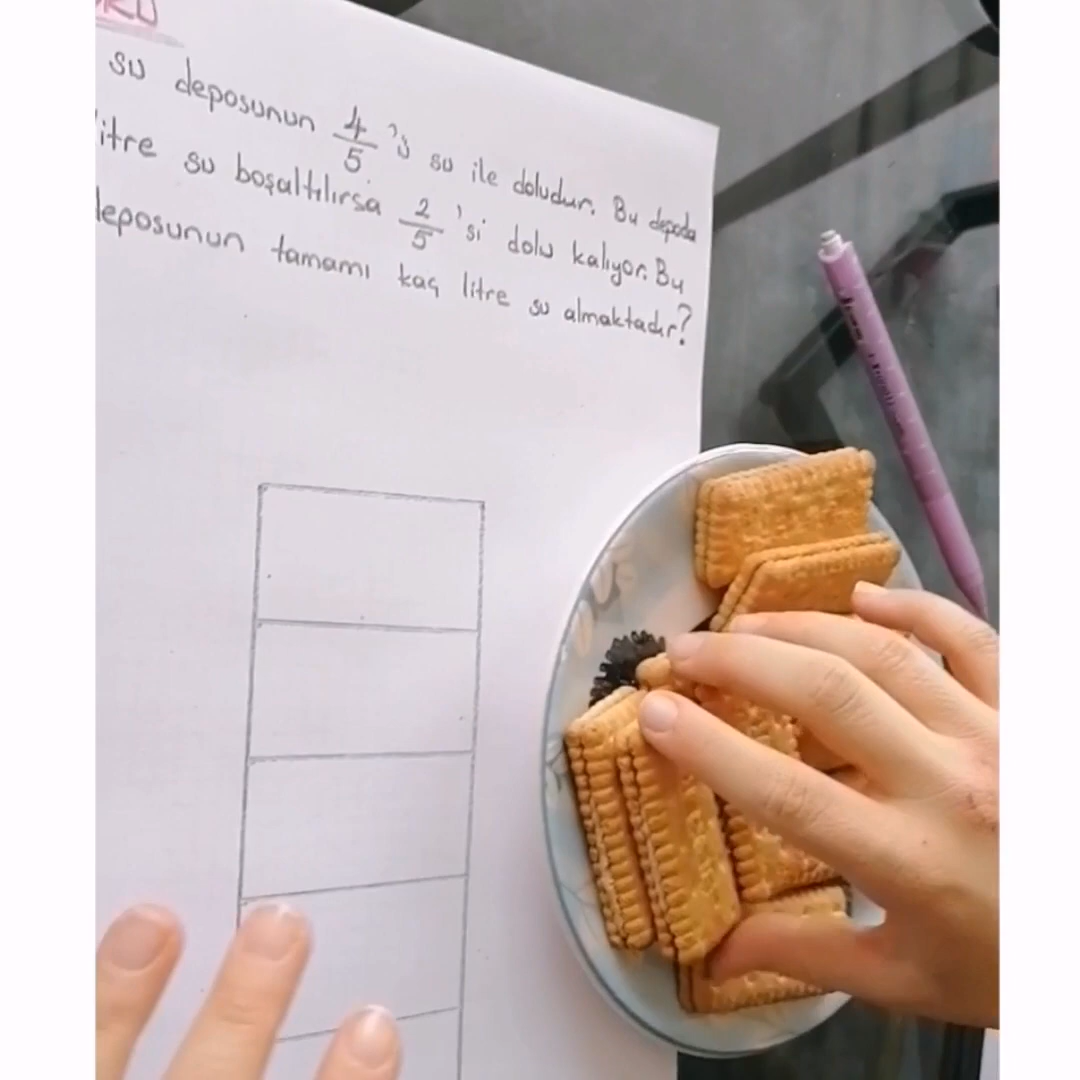 su deposunun 4/5 'ü su ile doludur. Bu depoda
litre su boşaltılırsa 2/5 'si dolu kalıyor. Bu
deposunun tamamı kaç litre su almaktadır?